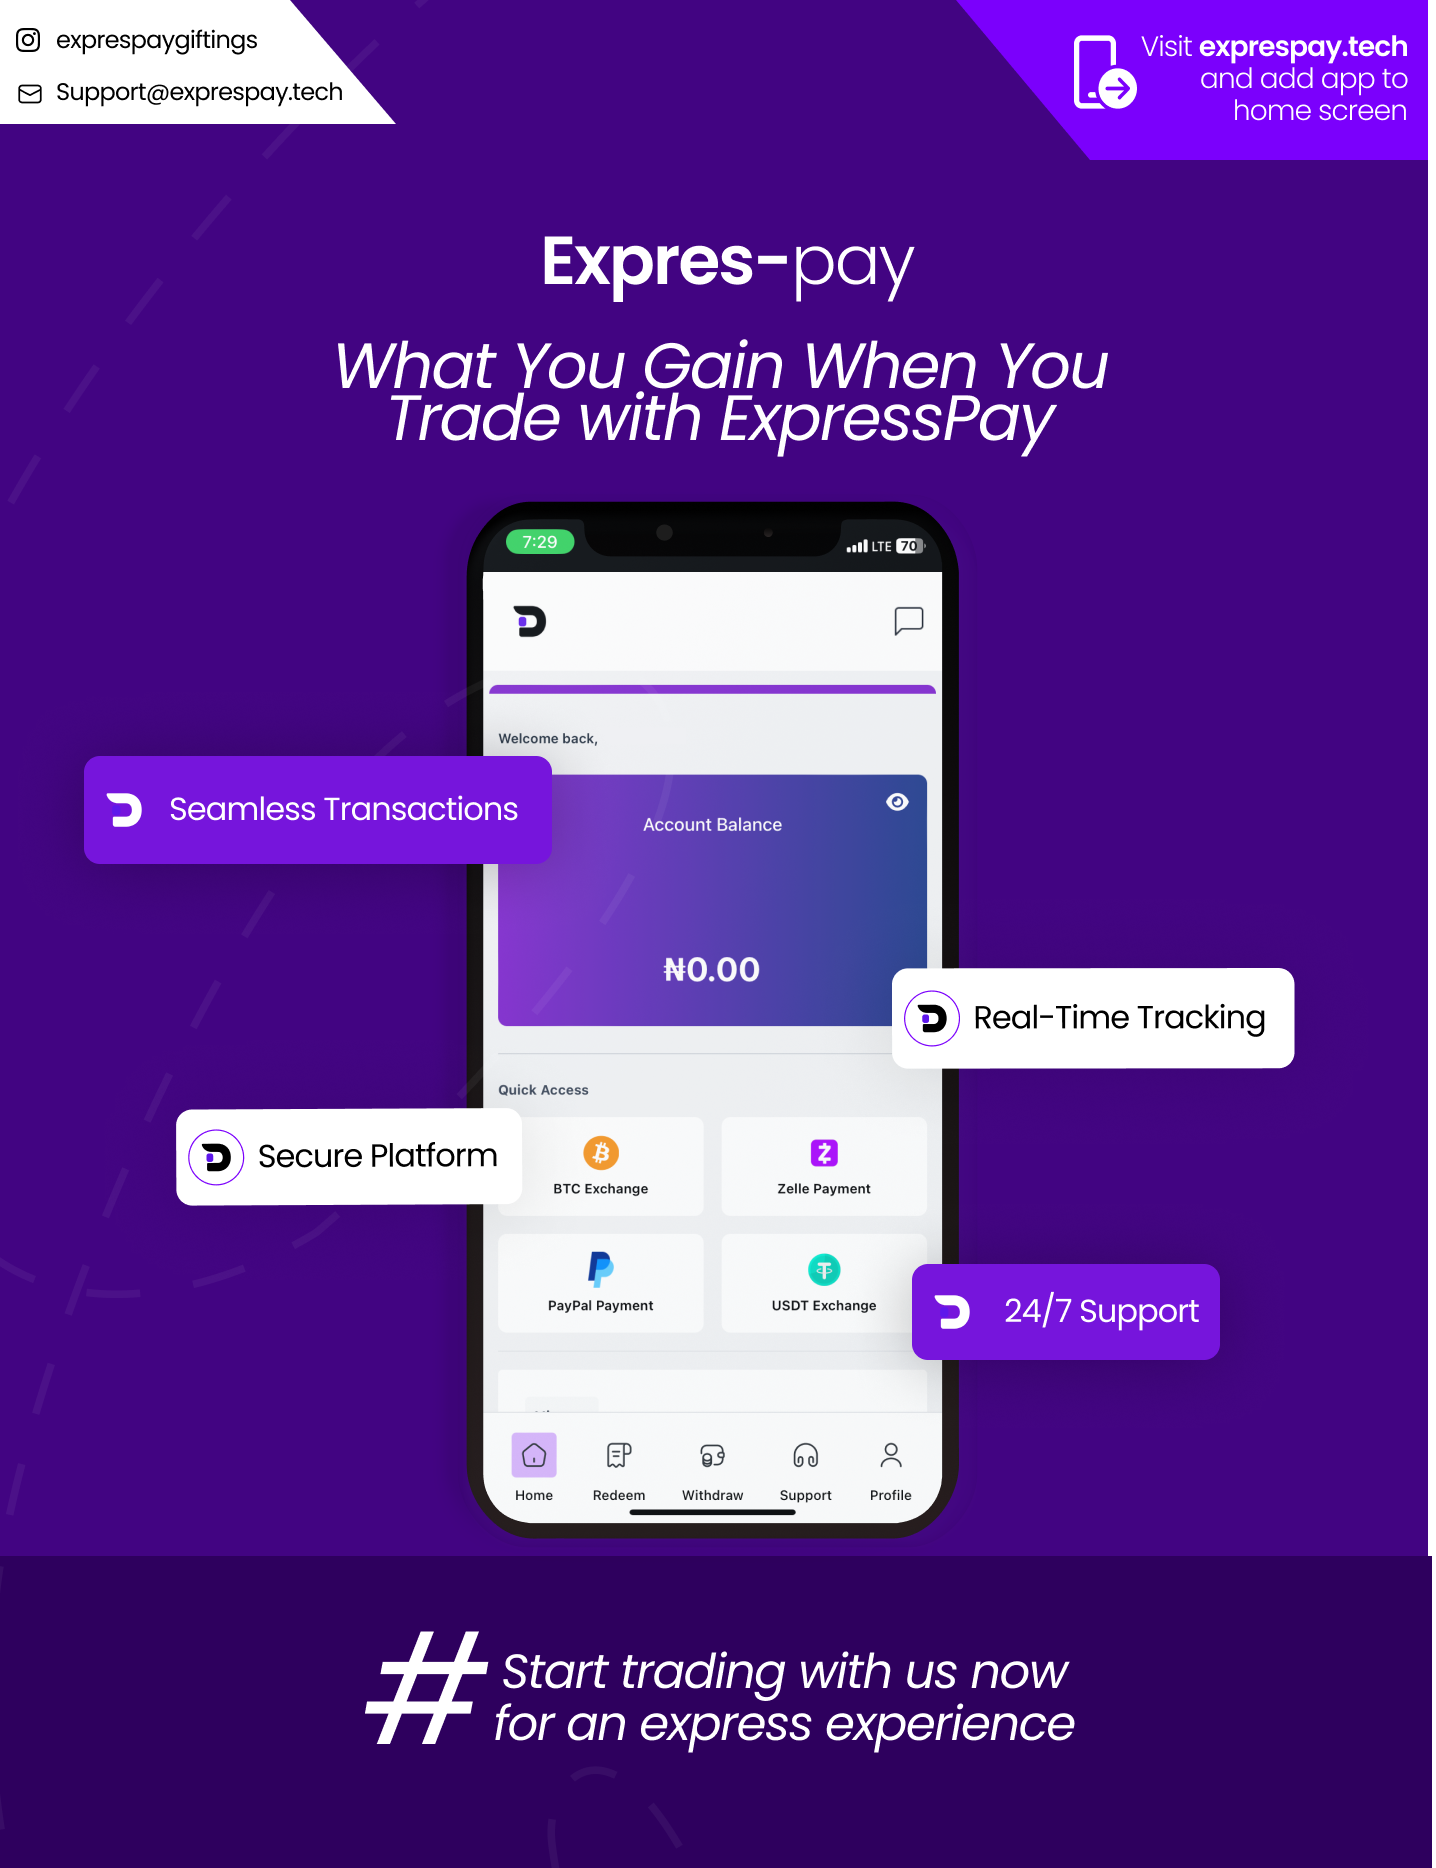 exprespaygiftings
Support@exprespay.tech
Visit exprespay.tech
and add app to
home screen
Expres-pay
What You Gain When You
Trade with ExpressPay
7:29
LTE 70
Welcome back,
Seamless Transactions
Account Balance
₦0.00
Real-Time Tracking
Quick Access
Secure Platform
BTC Exchange
Zelle Payment
PayPal Payment
USDT Exchange
24/7 Support
Home Redeem Withdraw Support Profile
# Start trading with us now
for an express experience